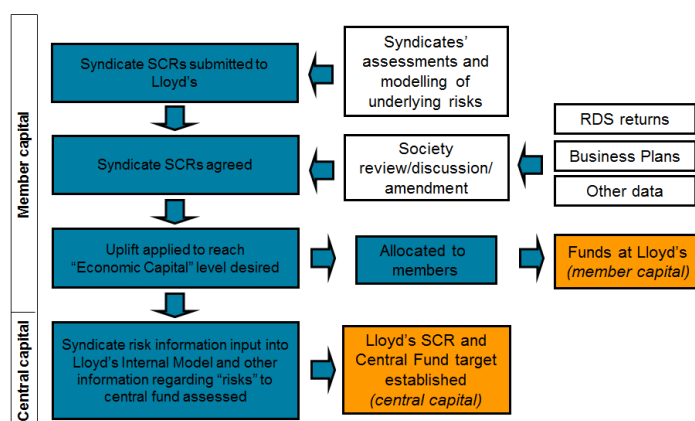 Member capital
Syndicate SCRs submitted to
Lloyd's
Syndicates'
assessments and
modelling of
underlying risks
Syndicate SCRs agreed
Society
review/discussion/
amendment
RDS returns
Business Plans
Other data
Uplift applied to reach
“Economic Capital” level desired
Allocated to
members
Funds at Lloyd's
(member capital)
Central capital
Syndicate risk information input into
Lloyd's Internal Model and other
information regarding “risks” to
central fund assessed
Lloyd's SCR and
Central Fund target
established
(central capital)